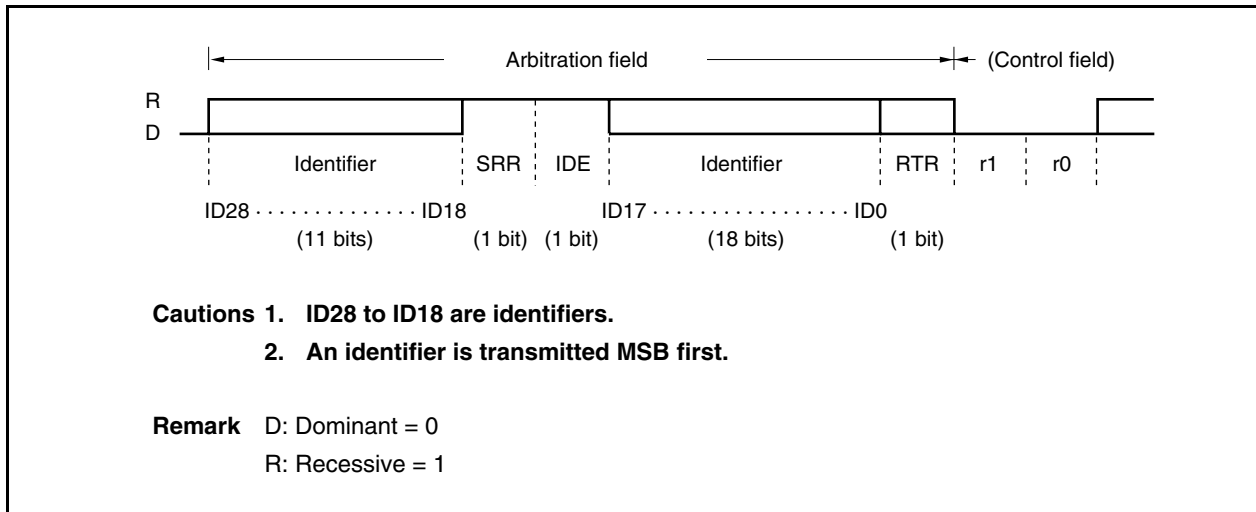 Arbitration field (Control field)
R
D
Identifier SRR IDE Identifier RTR r1 r0
ID28 · · · · · · · · · · · · · · ID18 ID17 · · · · · · · · · · · · · · · · · ID0
(11 bits) (1 bit) (1 bit) (18 bits) (1 bit)
Cautions 1. ID28 to ID18 are identifiers.
2. An identifier is transmitted MSB first.
Remark D: Dominant = 0
R: Recessive = 1